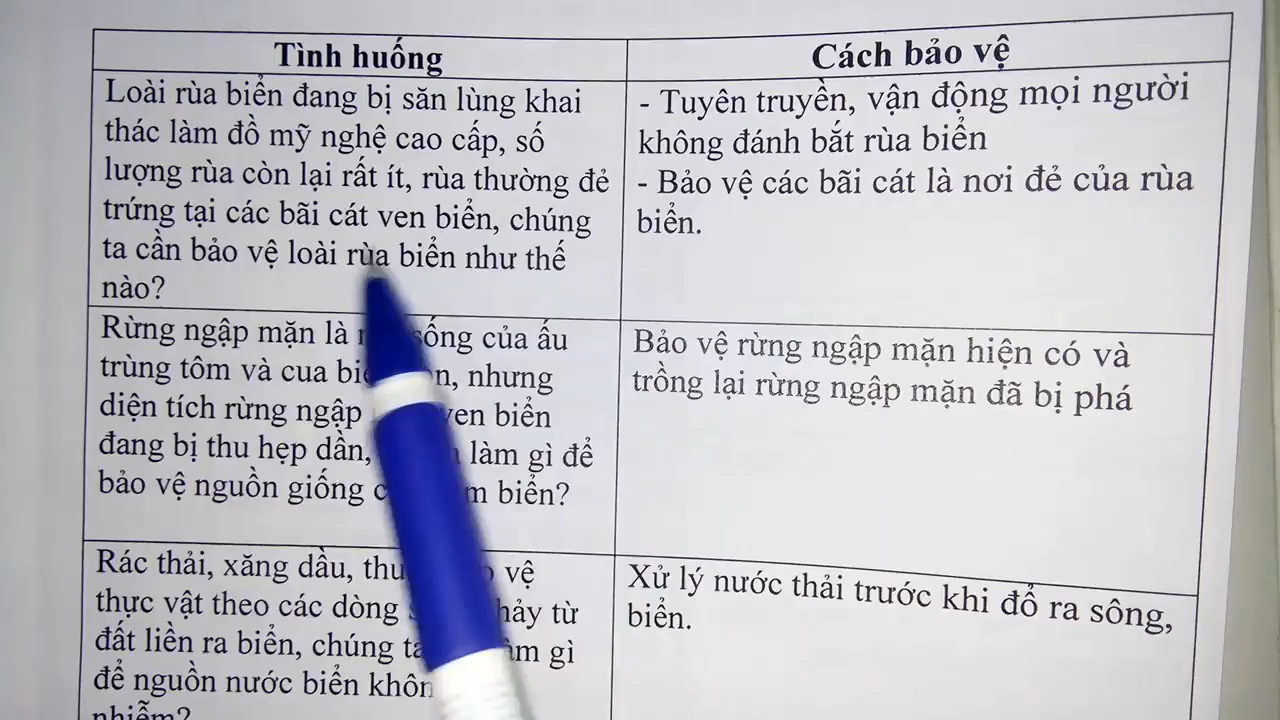 Tình huống
Cách bảo vệ
Loài rùa biển đang bị săn lùng khai
thác làm đồ mỹ nghệ cao cấp, số
lượng rùa còn lại rất ít, rùa thường đẻ
trứng tại các bãi cát ven biển, chúng
ta cần bảo vệ loài rùa biển như thế
nào?
- Tuyên truyền, vận động mọi người
không đánh bắt rùa biển
- Bảo vệ các bãi cát là nơi đẻ của rùa
biển.
Rừng ngập mặn là sống của ấu
trùng tôm và cua, nhưng
diện tích rừng ngập ven biển
đang bị thu hẹp dần, làm gì để
bảo vệ nguồn giống biển?
Bảo vệ rừng ngập mặn hiện có và
trồng lại rừng ngập mặn đã bị phá
Rác thải, xăng dầu, vệ
thực vật theo các dòng từ
đất liền ra biển, chúng gì
để nguồn nước biển
nhiễm?
Xử lý nước thải trước khi đổ ra sông,
biển.